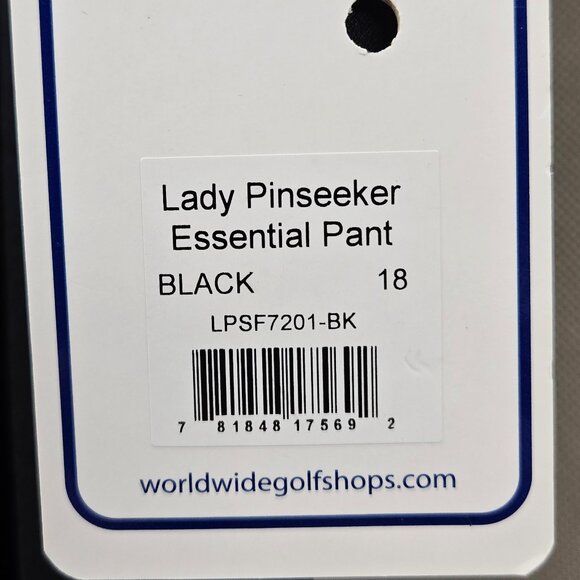 Lady Pinseeker
Essential Pant
BLACK 18
LPSF7201-BK
7 81848 17569 2
worldwidegolfshops.com